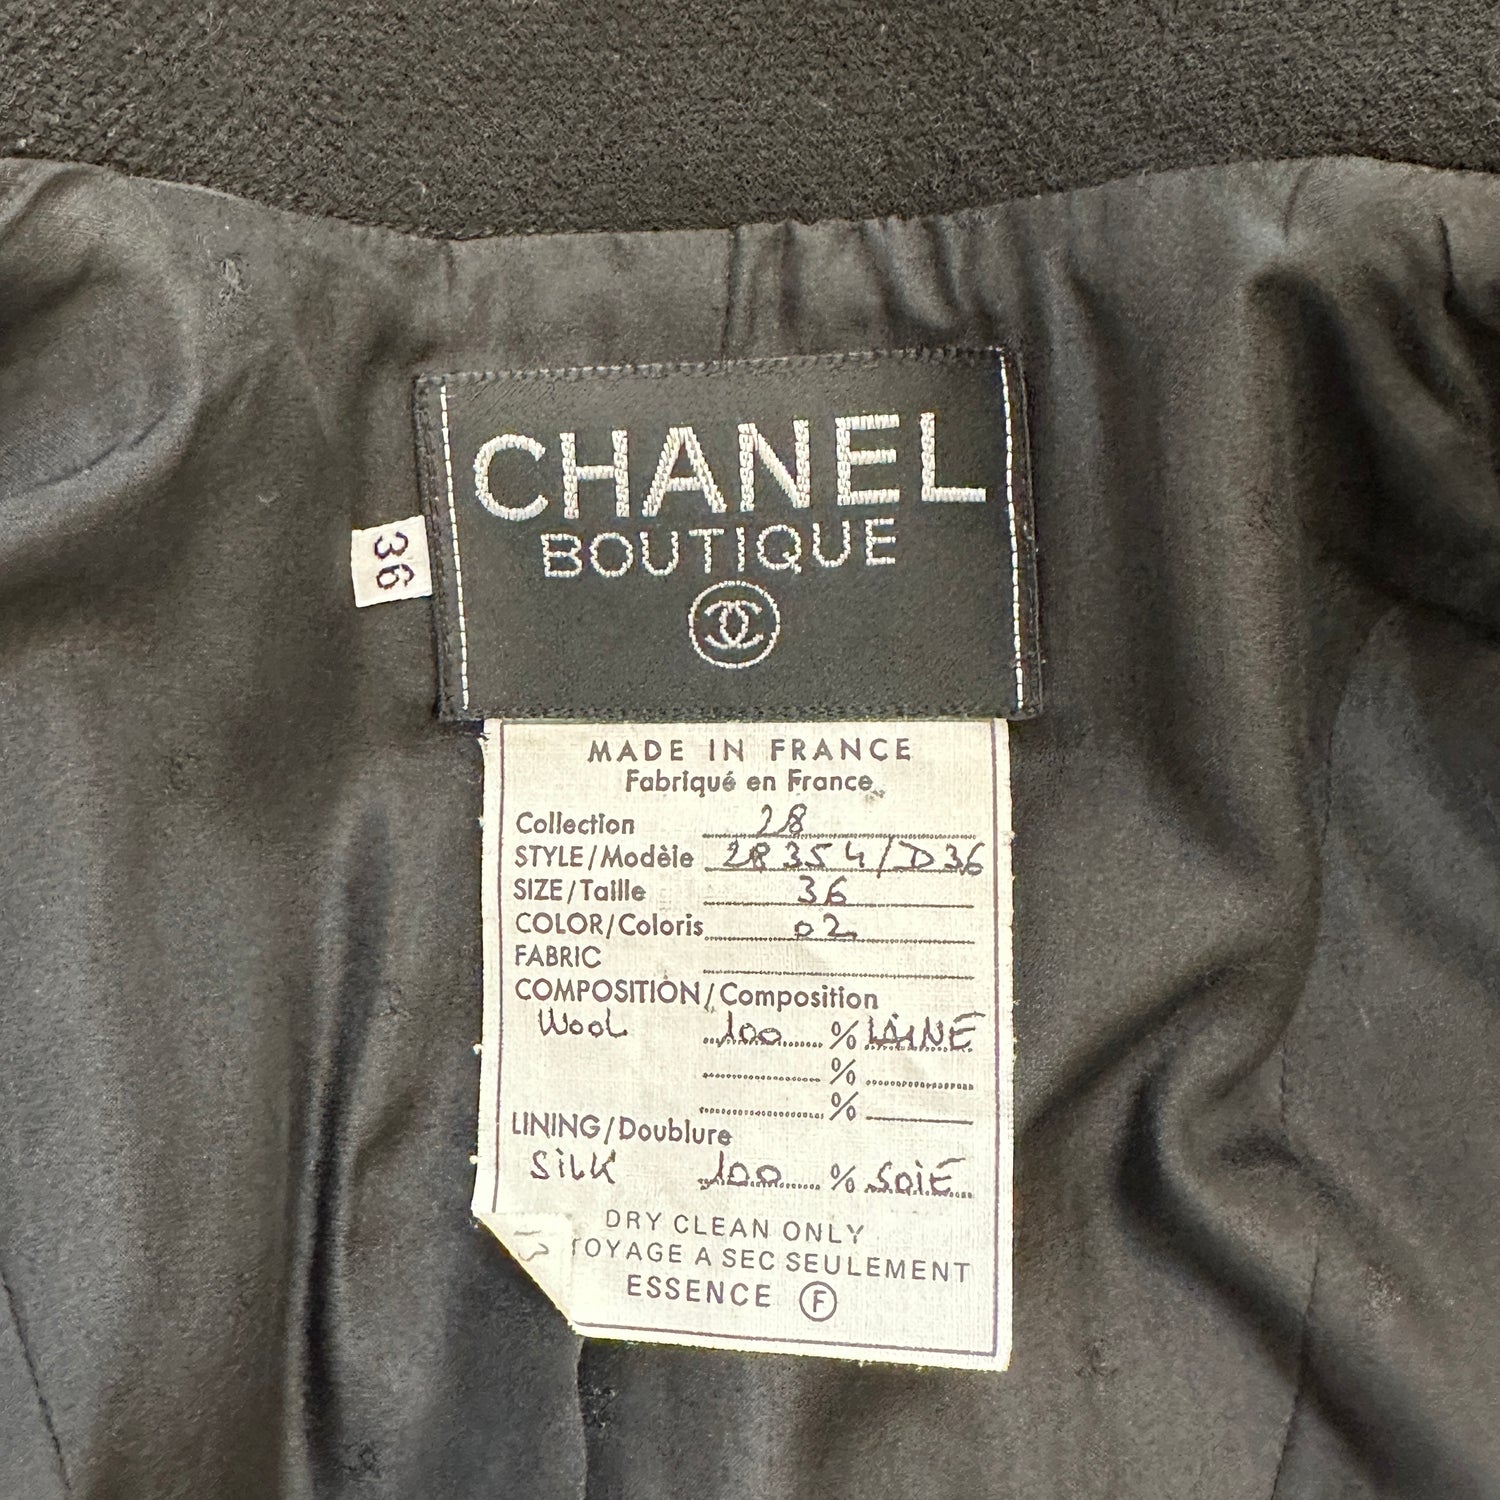 CHANEL
BOUTIQUE
36
MADE IN FRANCE
Fabriqué en France
Collection 28
STYLE/Modèle 28354/D36
SIZE/Taille 36
COLOR/Coloris 02
FABRIC
COMPOSITION/Composition
WOOL 100 % LAINE
%
%
LINING/Doublure
SILK 100 % SOIE
DRY CLEAN ONLY
TOYAGE A SEC SEULEMENT
ESSENCE F